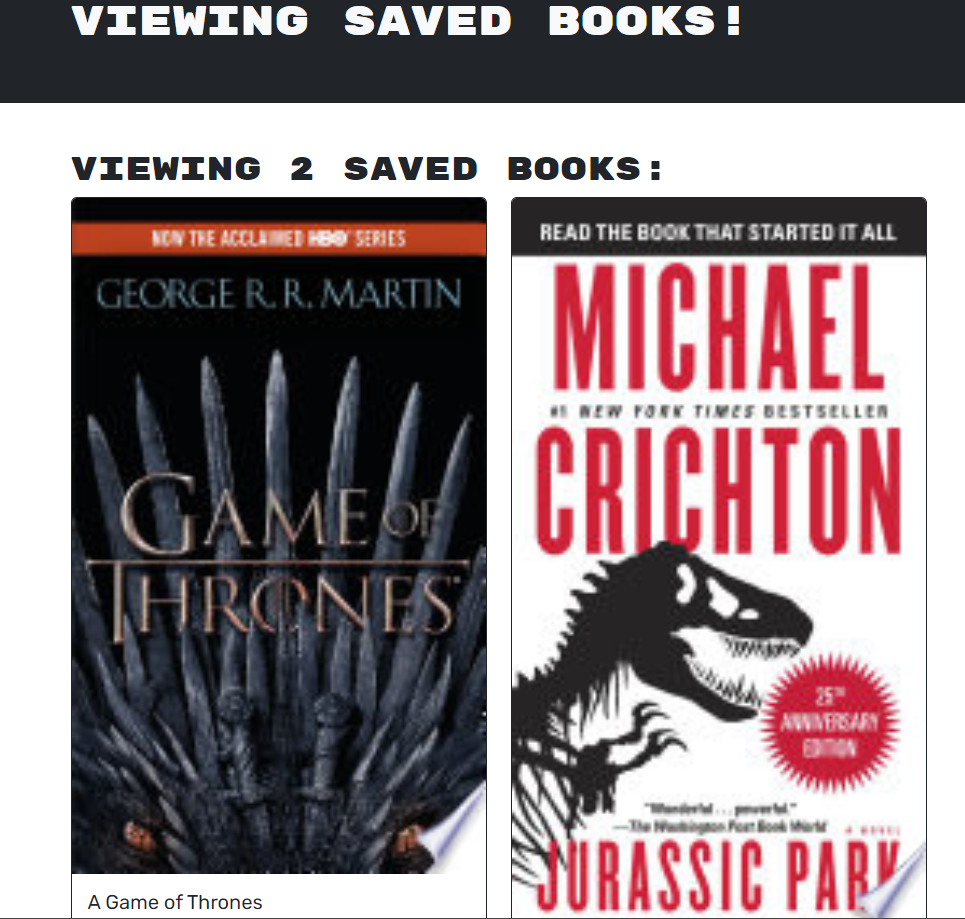 VIEWING SAVED BOOKS!
VIEWING 2 SAVED BOOKS:
NOW THE ACCLAIMED HBO SERIES
GEORGE R. R. MARTIN
GAME OF
THRONES
A Game of Thrones
READ THE BOOK THAT STARTED IT ALL
MICHAEL
#1 NEW YORK TIMES BESTSELLER
CRICHTON
25TH
ANNIVERSARY
EDITION
"Wonderful . . . powerful."
—The Washington Post Book World
A NOVEL
JURASSIC PARK